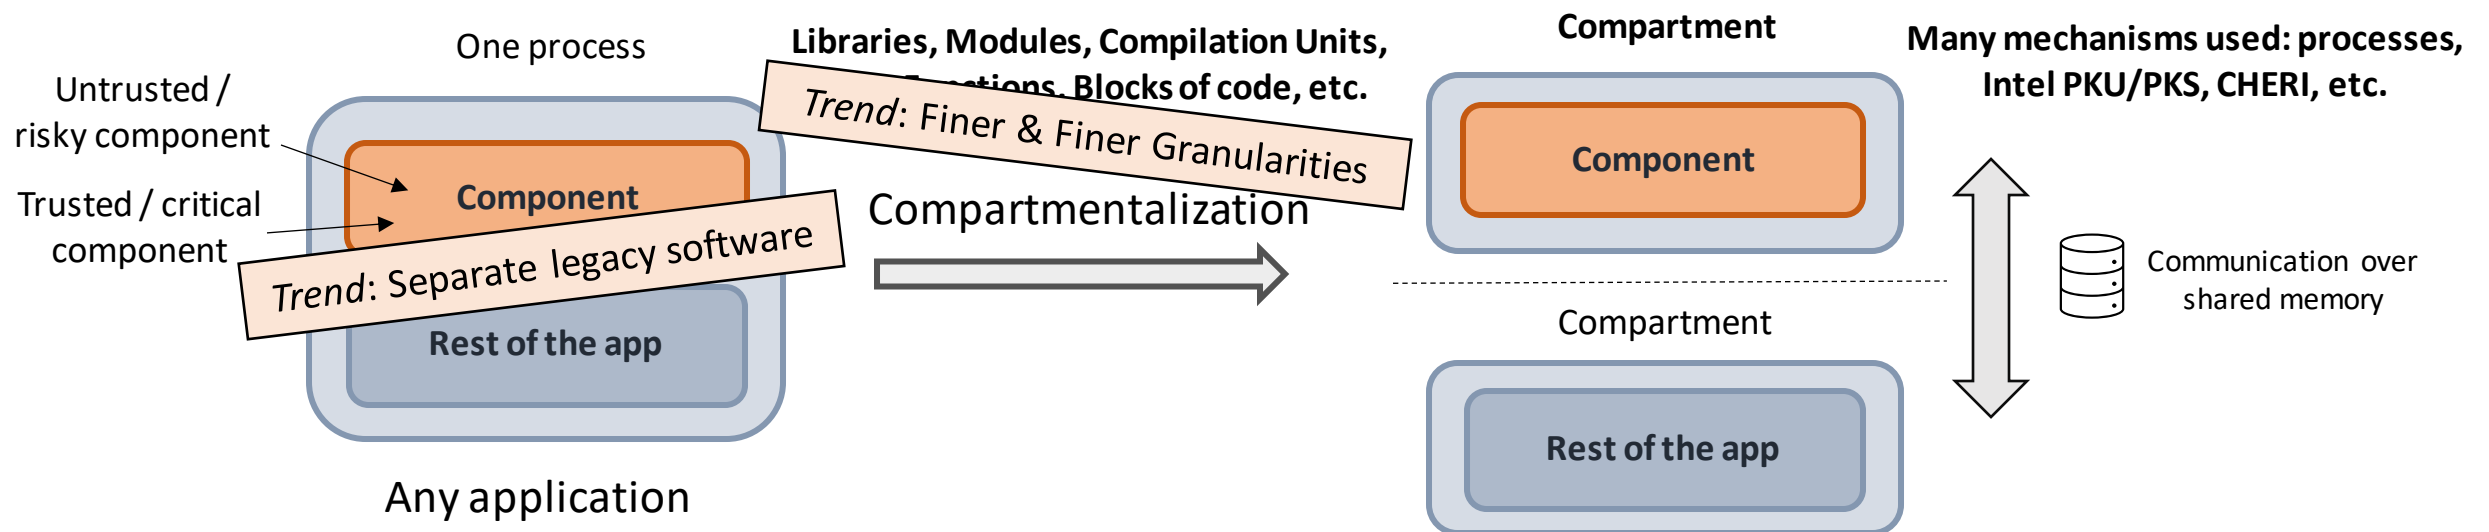 One process
Untrusted /
risky component
Trusted / critical
component
Component
Trend: Separate legacy software
Rest of the app
Any application
Libraries, Modules, Compilation Units,
Functions, Blocks of code, etc.
Trend: Finer & Finer Granularities
Compartmentalization
Compartment
Component
Compartment
Rest of the app
Many mechanisms used: processes,
Intel PKU/PKS, CHERI, etc.
Communication over
shared memory